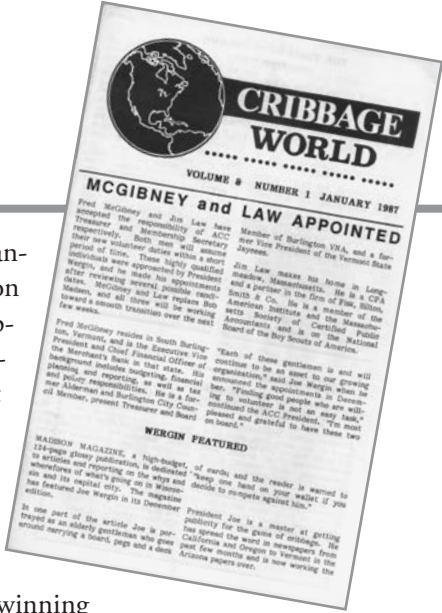 CRIBBAGE
WORLD
VOLUME 8 NUMBER 1 JANUARY 1987
MCGIBNEY and LAW APPOINTED
Fred McGibney and Jim Law have
accepted the responsibility of ACC
Treasurer and Membership Secretary
respectively. Both men will assume
their new volunteer duties within a short
period of time. These highly qualified
individuals were approached by President
Wergin, and he made his appointments
after reviewing several possible candi-
dates. McGibney and Law replace Bob
Madsen, and all three will be working
toward a smooth transition over the next
few weeks.
Fred McGibney resides in South Burling-
ton, Vermont, and is the Executive Vice
President and Chief Financial Officer of
the Merchant's Bank in that state. His
background includes budgeting, financial
planning and reporting, as well as tax
and policy responsibilities. He is a for-
mer Alderman and Burlington City Coun-
cil Member, present Treasurer and Board
Member of Burlington VNA, and a for-
mer Vice President of the Vermont State
Jaycees.
Jim Law makes his home in Long-
meadow, Massachusetts. He is a CPA
and a partner in the firm of Fisk, Hilton,
Smith & Co. He is a member of the
American Institute and the Massachu-
setts Society of Certified Public
Accountants and is on the National
Board of the Boy Scouts of America.
"Each of these gentlemen is and will
continue to be an asset to our growing
organization," said Joe Wergin when he
announced the appointments in Decem-
ber. "Finding good people who are will-
ing to volunteer is not an easy task,"
continued the ACC President. "I'm most
pleased and grateful to have these two
on board."
WERGIN FEATURED
MADISON MAGAZINE, a high-budget,
124-page glossy publication, is dedicated
to articles and reporting on the whys and
wherefores of what's going on in Wiscon-
sin and its capital city. The magazine
has featured Joe Wergin in its December
edition.
In one part of the article Joe is por-
trayed as an elderly gentleman who goes
around carrying a board, pegs and a deck
of cards; and the reader is warned to
"keep one hand on your wallet if you
decide to compete against him."
President Joe is a master at getting
publicity for the game of cribbage. He
has spread the word in newspapers from
California and Oregon to Vermont in the
past few months and is now working the
Arizona papers over.
an-
on
p-
-
t
winning